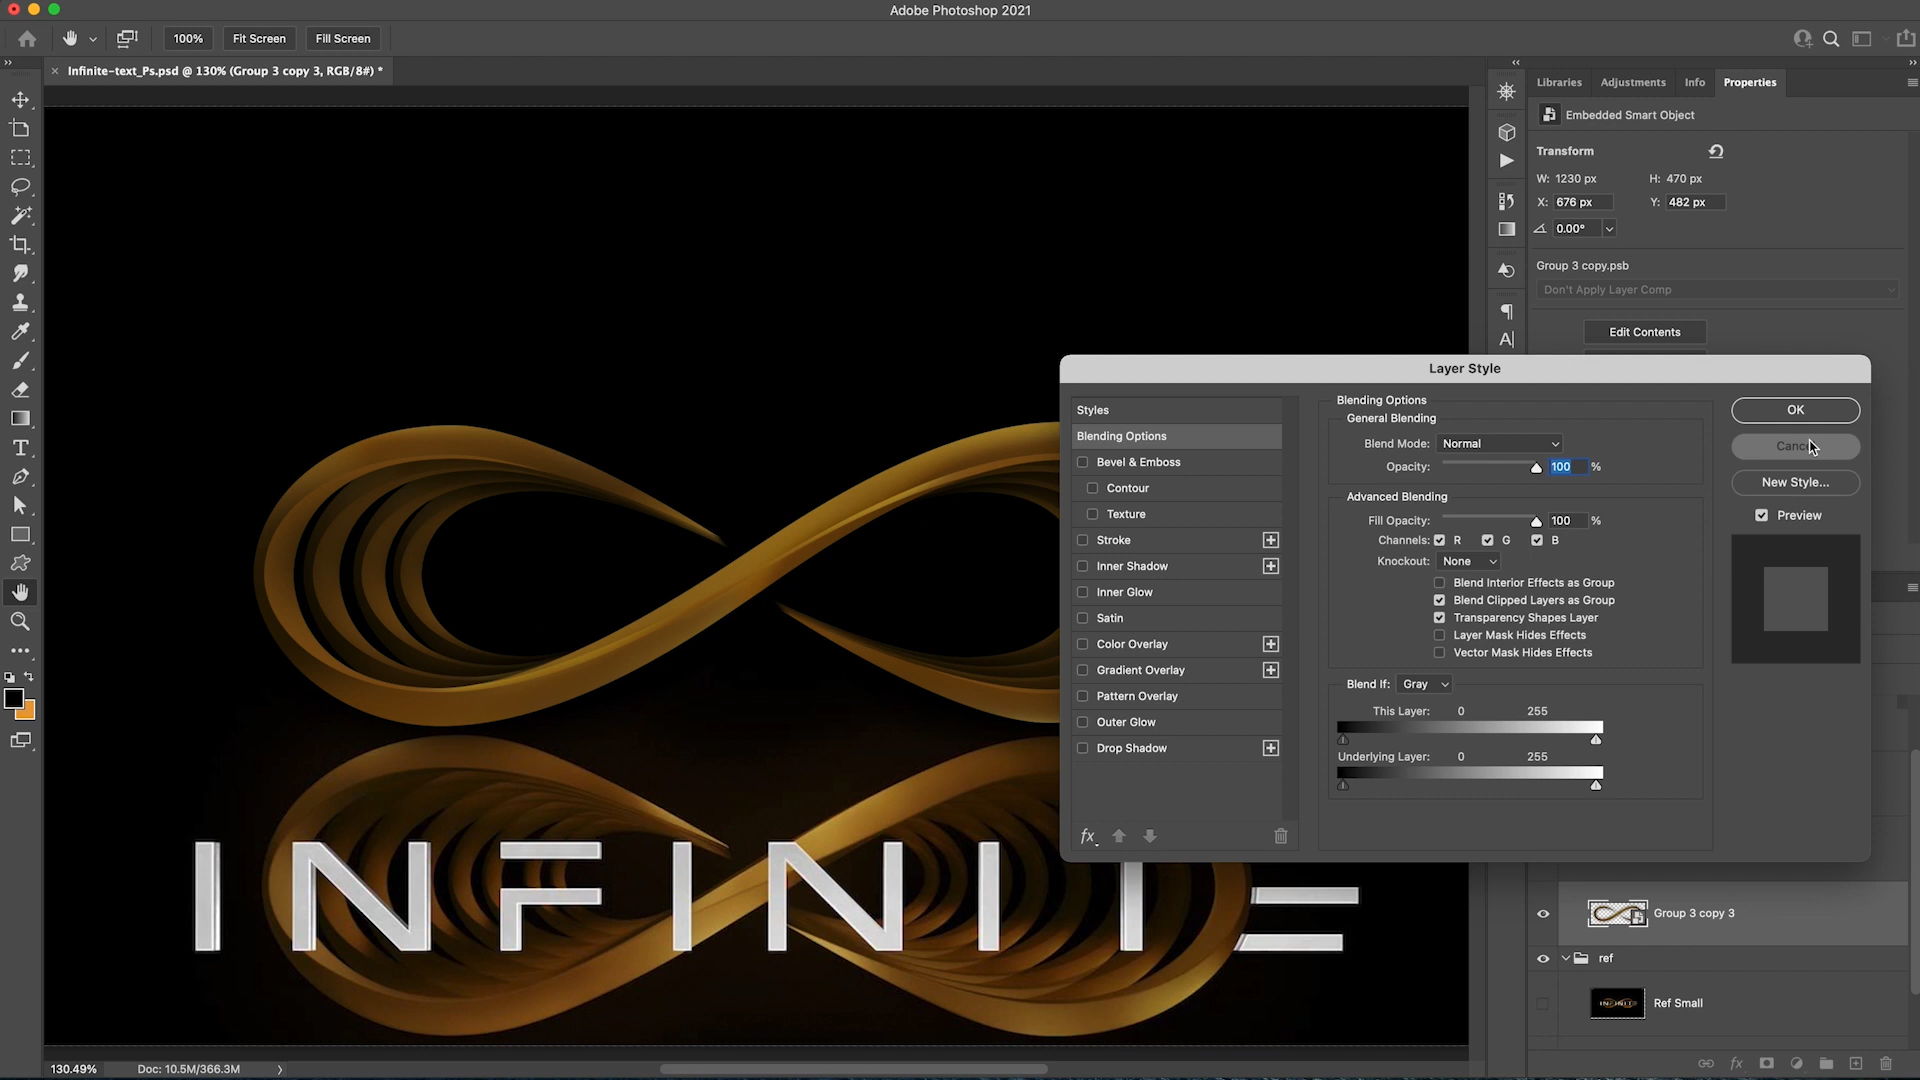 Adobe Photoshop 2021
100%
Fit Screen
Fill Screen
Infinite-text_Ps.psd @ 130% (Group 3 copy 3, RGB/8#) *
Libraries
Adjustments
Info
Properties
Embedded Smart Object
Transform
W: 1230 px
H: 470 px
X: 676 px
Y: 482 px
0.00°
Group 3 copy.psb
Don't Apply Layer Comp
Edit Contents
Layer Style
Styles
Blending Options
Bevel & Emboss
Contour
Texture
Stroke
Inner Shadow
Inner Glow
Satin
Color Overlay
Gradient Overlay
Pattern Overlay
Outer Glow
Drop Shadow
fx
Blending Options
General Blending
Blend Mode: Normal
Opacity: 100 %
Advanced Blending
Fill Opacity: 100 %
Channels: R G B
Knockout: None
Blend Interior Effects as Group
Blend Clipped Layers as Group
Transparency Shapes Layer
Layer Mask Hides Effects
Vector Mask Hides Effects
Blend If: Gray
This Layer: 0 255
Underlying Layer: 0 255
OK
Cancel
New Style...
Preview
INFINITE
Group 3 copy 3
ref
INFINITE
Ref Small
fx
130.49%
Doc: 10.5M/366.3M